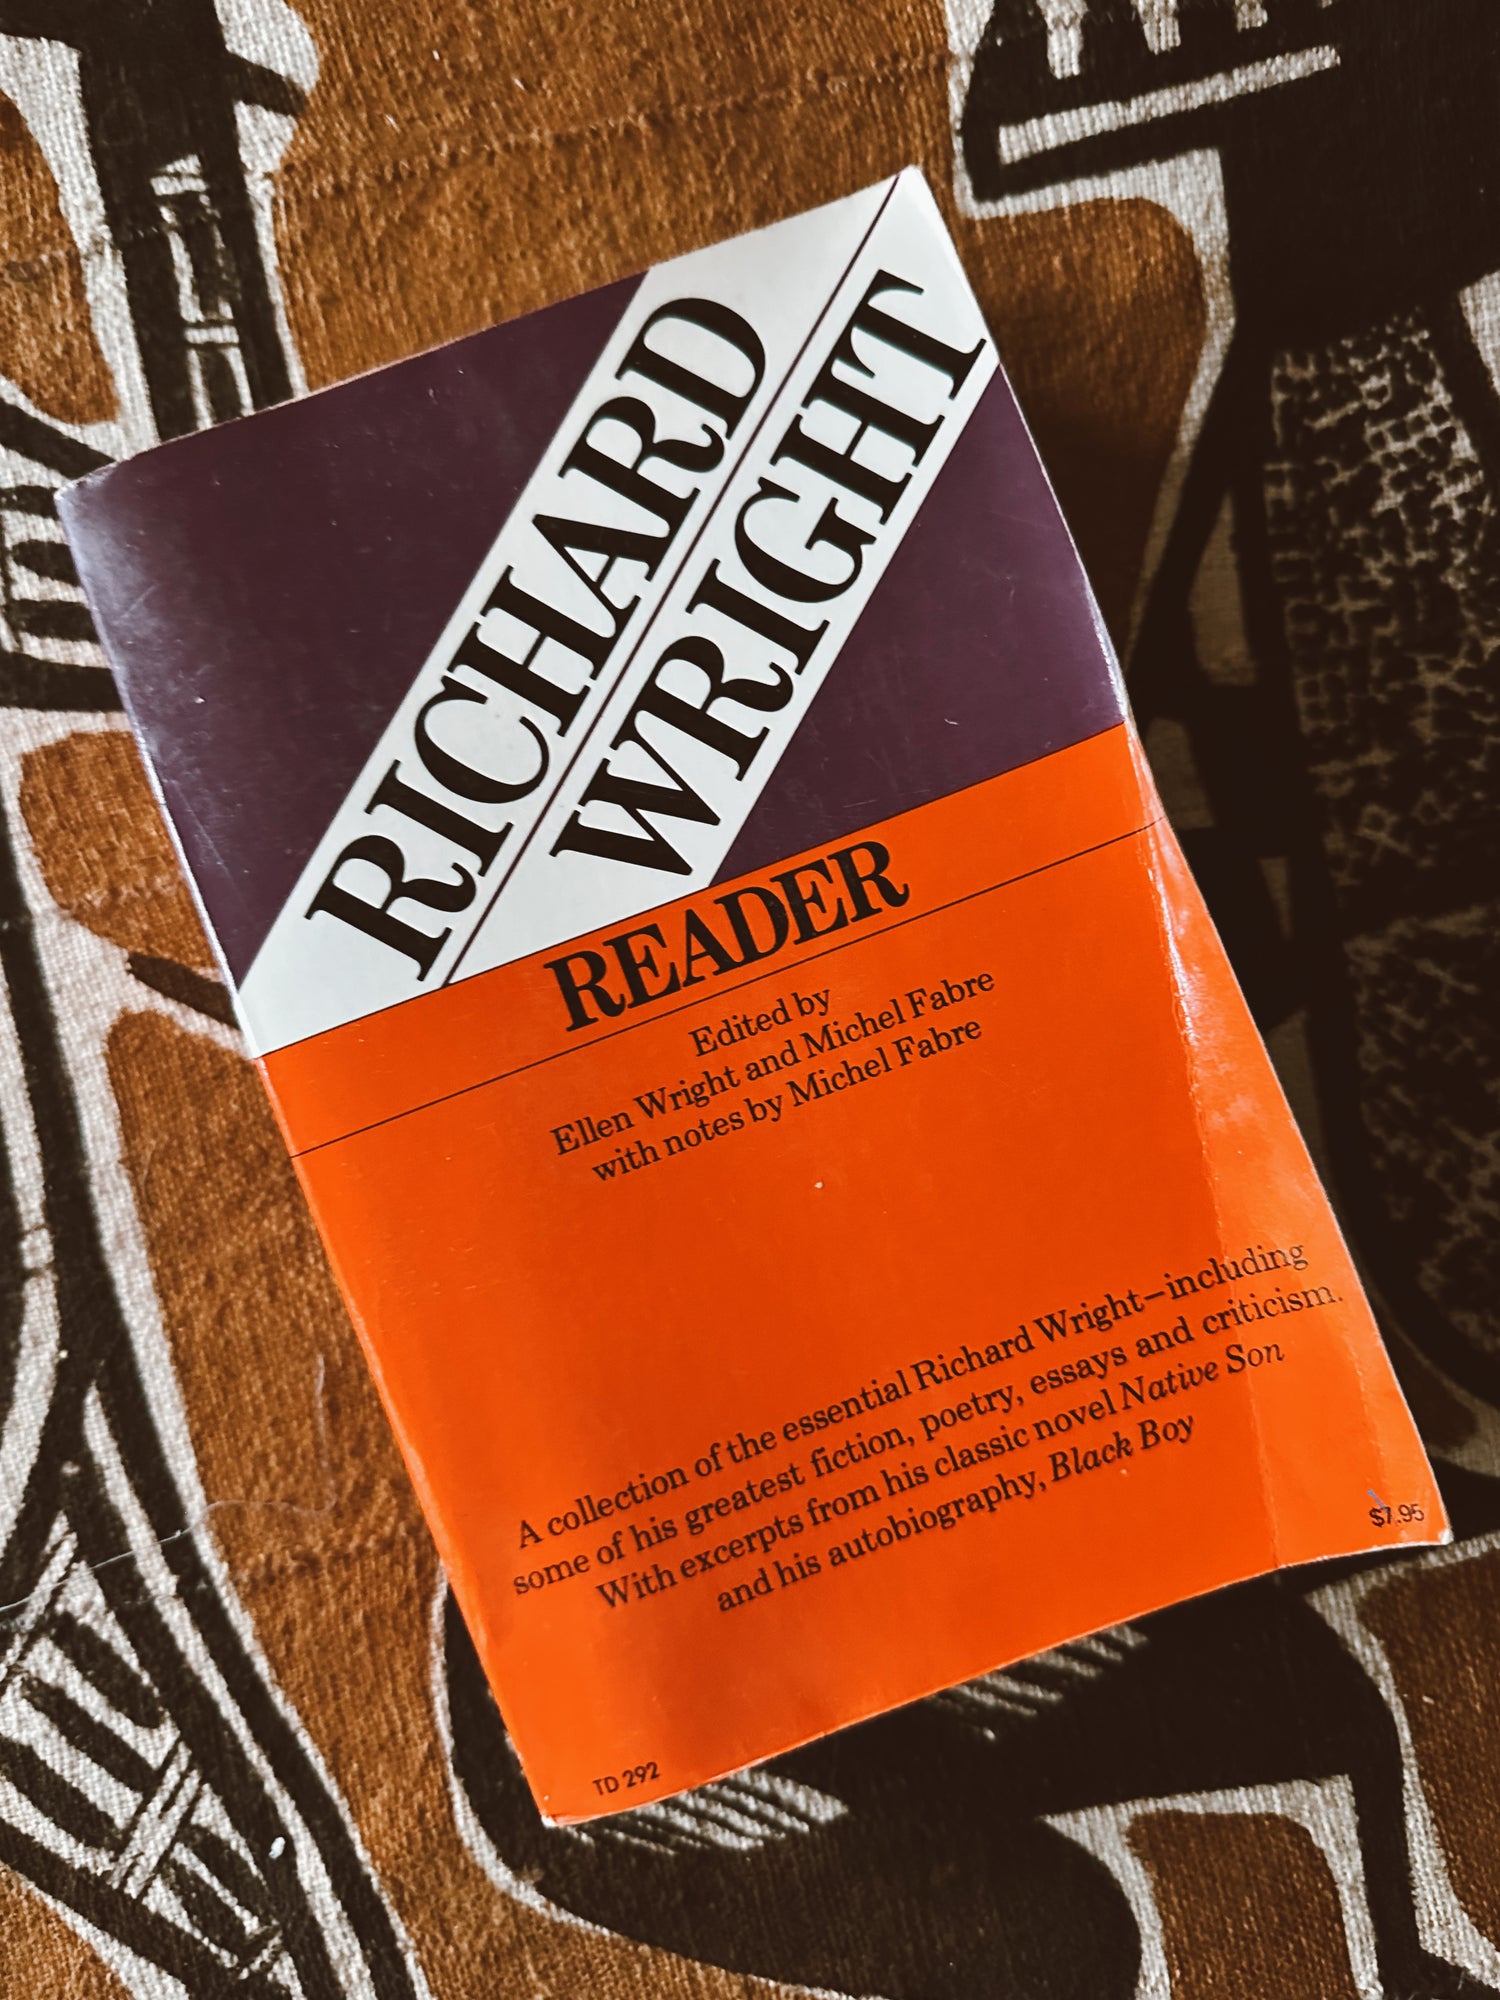 RICHARD
WRIGHT
READER
Edited by
Ellen Wright and Michel Fabre
with notes by Michel Fabre
A collection of the essential Richard Wright–including
some of his greatest fiction, poetry, essays and criticism.
With excerpts from his classic novel Native Son
and his autobiography, Black Boy
$7.95
TD 292